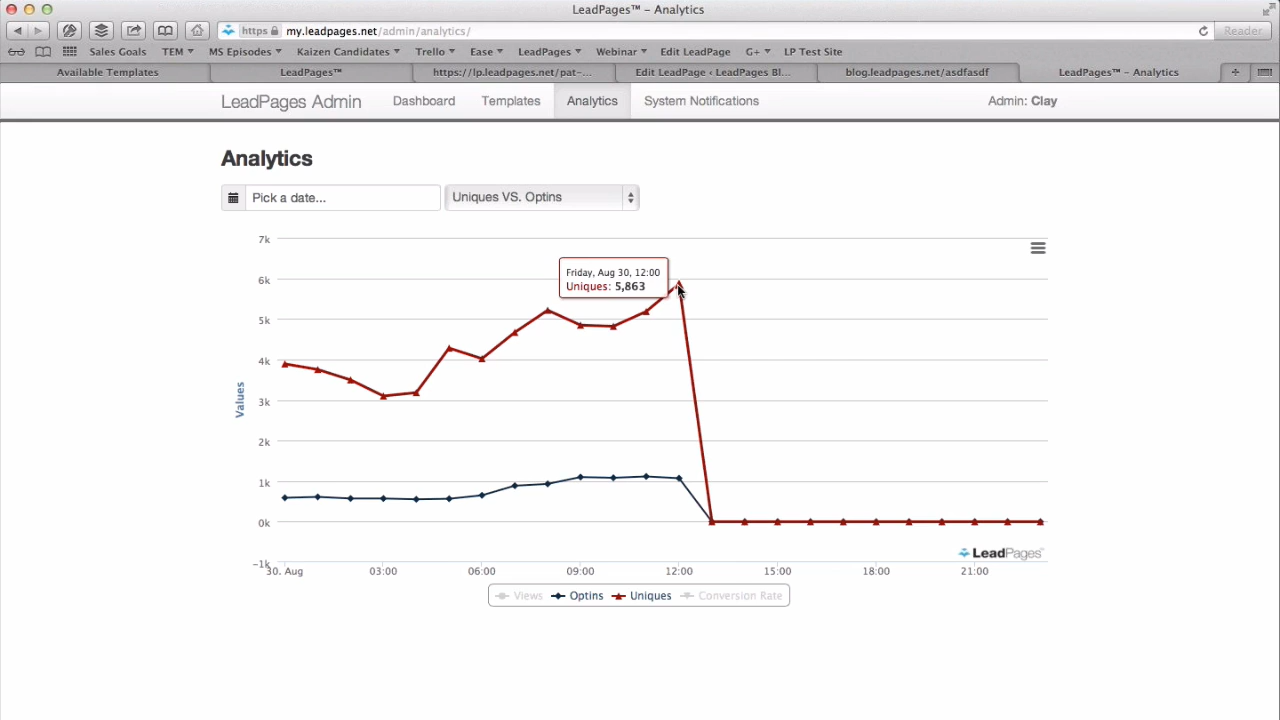 LeadPages™ – Analytics
https my.leadpages.net/admin/analytics/ Reader
Sales Goals TEM MS Episodes Kaizen Candidates Trello Ease LeadPages Webinar Edit LeadPage G+ LP Test Site
Available Templates LeadPages™ https://lp.leadpages.net/pat-... Edit LeadPage ‹ LeadPages Bl... blog.leadpages.net/asdfasdf LeadPages™ – Analytics
LeadPages Admin Dashboard Templates Analytics System Notifications Admin: Clay
Analytics
Pick a date... Uniques VS. Optins
7k
Friday, Aug 30, 12:00
6k
Uniques: 5,863
5k
4k
Values
3k
2k
1k
0k
LeadPages™
-1k
30. Aug 03:00 06:00 09:00 12:00 15:00 18:00 21:00
Views Optins Uniques Conversion Rate